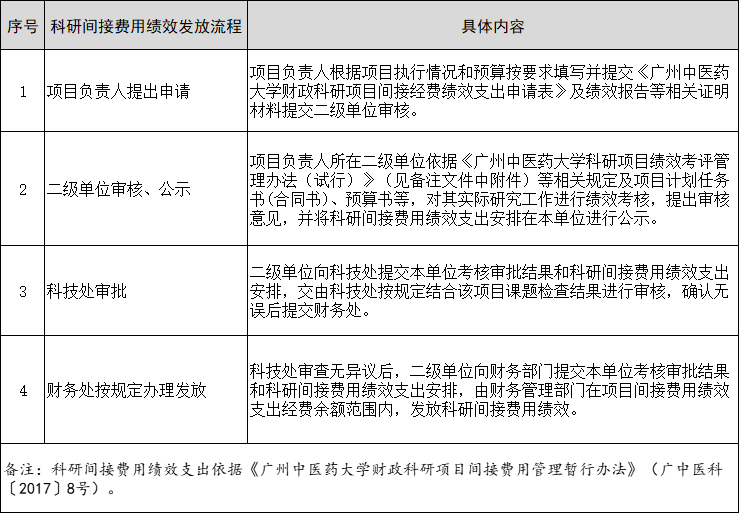 序号 科研间接费用绩效发放流程 具体内容
1 项目负责人提出申请
项目负责人根据项目执行情况和预算按要求填写并提交《广州中医药
大学财政科研项目间接经费绩效支出申请表》及绩效报告等相关证明
材料提交二级单位审核。
2 二级单位审核、公示
项目负责人所在二级单位依据《广州中医药大学科研项目绩效考评管
理办法（试行）》（见备注文件中附件）等相关规定及项目计划任务
书(合同书)、预算书等，对其实际研究工作进行绩效考核，提出审核
意见，并将科研间接费用绩效支出安排在本单位进行公示。
3 科技处审批
二级单位向科技处提交本单位考核审批结果和科研间接费用绩效支出
安排，交由科技处按规定结合该项目课题检查结果进行审核，确认无
误后提交财务处。
4 财务处按规定办理发放
科技处审查无异议后，二级单位向财务部门提交本单位考核审批结果
和科研间接费用绩效支出安排，由财务管理部门在项目间接费用绩效
支出经费余额范围内，发放科研间接费用绩效。
备注：科研间接费用绩效支出依据《广州中医药大学财政科研项目间接费用管理暂行办法》（广中医科
〔2017〕8号）。